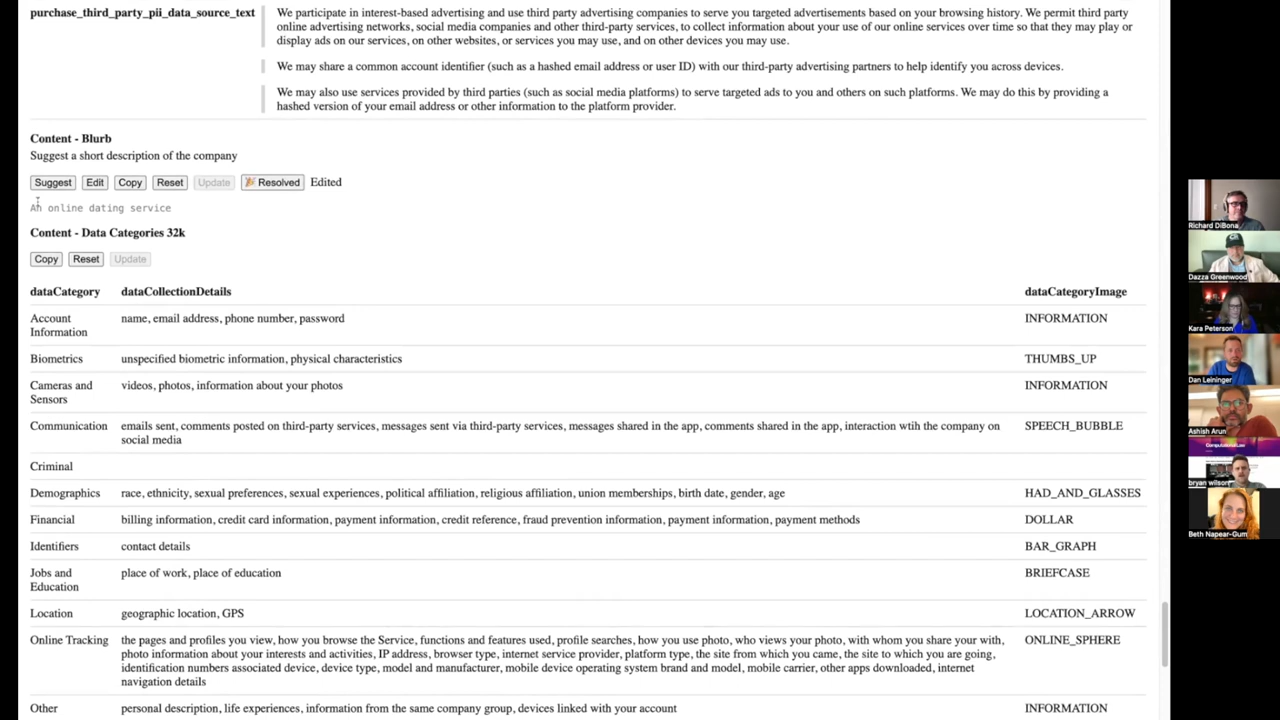 purchase_third_party_pii_data_source_text
We participate in interest-based advertising and use third party advertising companies to serve you targeted advertisements based on your browsing history. We permit third party
online advertising networks, social media companies and other third-party services, to collect information about your use of our online services over time so that they may play or
display ads on our services, on other websites, or services you may use, and on other devices you may use.
We may share a common account identifier (such as a hashed email address or user ID) with our third-party advertising partners to help identify you across devices.
We may also use services provided by third parties (such as social media platforms) to serve targeted ads to you and others on such platforms. We may do this by providing a
hashed version of your email address or other information to the platform provider.
Content - Blurb
Suggest a short description of the company
Suggest Edit Copy Reset Update Resolved Edited
An online dating service
Content - Data Categories 32k
Copy Reset Update
dataCategory dataCollectionDetails dataCategoryImage
Account
Information
name, email address, phone number, password INFORMATION
Biometrics unspecified biometric information, physical characteristics THUMBS_UP
Cameras and
Sensors
videos, photos, information about your photos INFORMATION
Communication emails sent, comments posted on third-party services, messages sent via third-party services, messages shared in the app, comments shared in the app, interaction wtih the company on
social media
SPEECH_BUBBLE
Criminal
Demographics race, ethnicity, sexual preferences, sexual experiences, political affiliation, religious affiliation, union memberships, birth date, gender, age HAD_AND_GLASSES
Financial billing information, credit card information, payment information, credit reference, fraud prevention information, payment information, payment methods DOLLAR
Identifiers contact details BAR_GRAPH
Jobs and
Education
place of work, place of education BRIEFCASE
Location geographic location, GPS LOCATION_ARROW
Online Tracking the pages and profiles you view, how you browse the Service, functions and features used, profile searches, how you use photo, who views your photo, with whom you share your with,
photo information about your interests and activities, IP address, browser type, internet service provider, platform type, the site from which you came, the site to which you are going,
identification numbers associated device, device type, model and manufacturer, mobile device operating system brand and model, mobile carrier, other apps downloaded, internet
navigation details
ONLINE_SPHERE
Other personal description, life experiences, information from the same company group, devices linked with your account INFORMATION
Richard DiBona
Dazza Greenwood
Kara Peterson
Dan Leininger
Ashish Arun
bryan wilson
Beth Napear-Gum